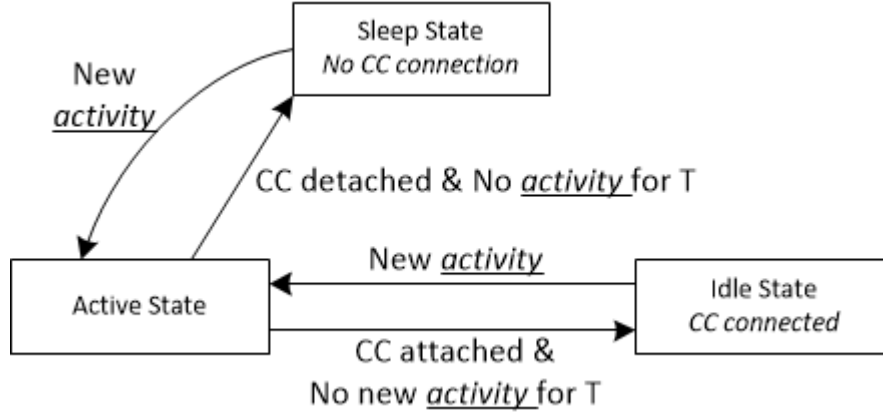 Sleep State
No CC connection
New
activity
CC detached & No activity for T
New activity
Active State
Idle State
CC connected
CC attached &
No new activity for T